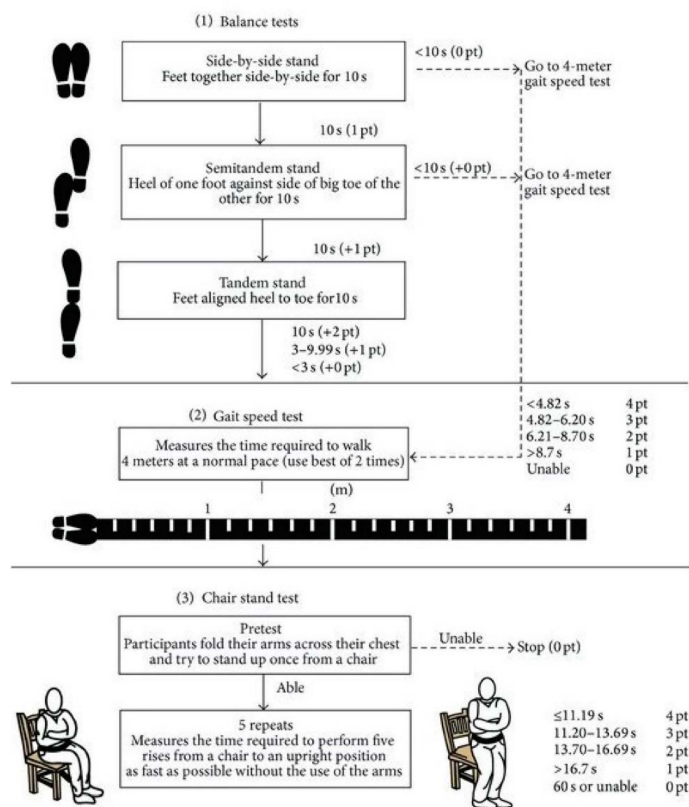 (1) Balance tests
Side-by-side stand
Feet together side-by-side for 10 s
<10 s (0 pt)
Go to 4-meter
gait speed test
10 s (1 pt)
Semitandem stand
Heel of one foot against side of big toe of the
other for 10 s
<10 s (+0 pt)
Go to 4-meter
gait speed test
10 s (+1 pt)
Tandem stand
Feet aligned heel to toe for10 s
10 s (+2 pt)
3–9.99 s (+1 pt)
<3 s (+0 pt)
(2) Gait speed test
Measures the time required to walk
4 meters at a normal pace (use best of 2 times)
<4.82 s 4 pt
4.82–6.20 s 3 pt
6.21–8.70 s 2 pt
>8.7 s 1 pt
Unable 0 pt
(m)
1 2 3 4
(3) Chair stand test
Pretest
Participants fold their arms across their chest
and try to stand up once from a chair
Unable
Stop (0 pt)
Able
5 repeats
Measures the time required to perform five
rises from a chair to an upright position
as fast as possible without the use of the arms
≤11.19 s 4 pt
11.20–13.69 s 3 pt
13.70–16.69 s 2 pt
>16.7 s 1 pt
60 s or unable 0 pt